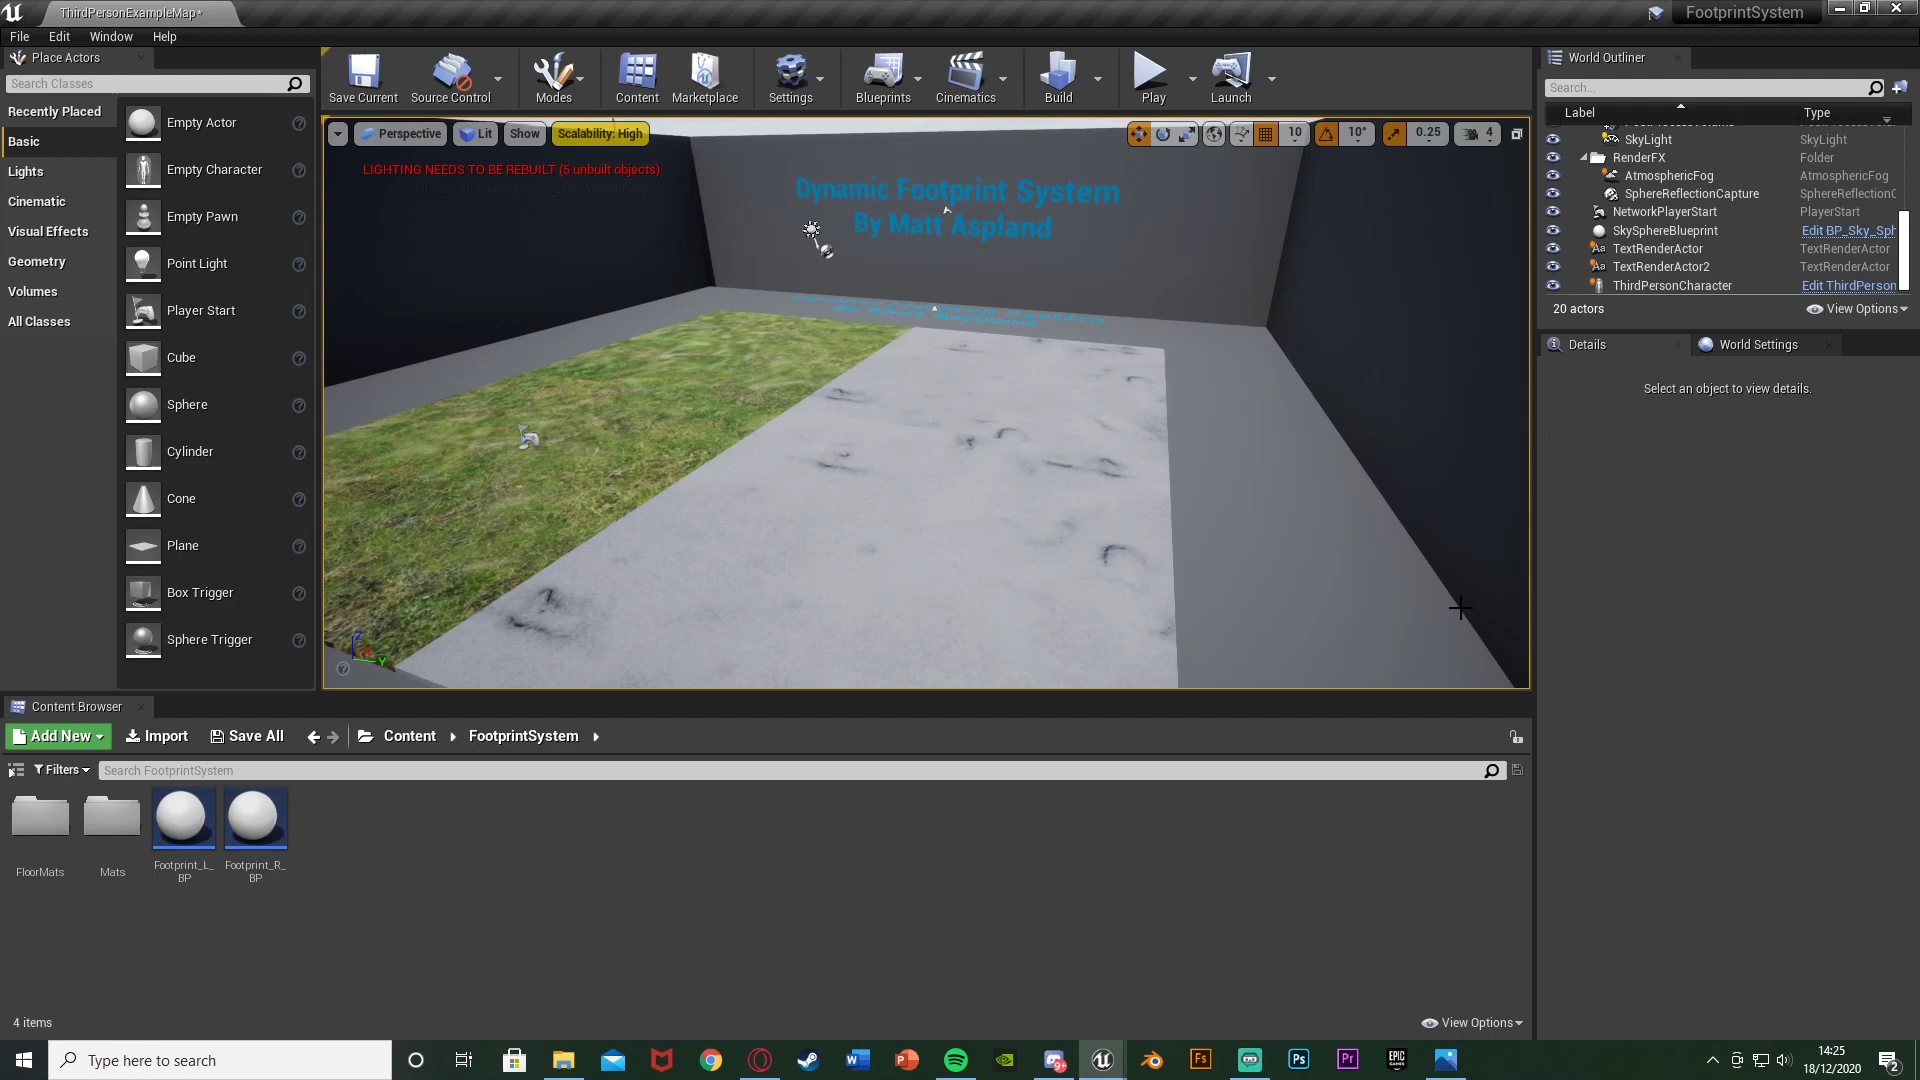 ThirdPersonExampleMap*
FootprintSystem
File Edit Window Help
Place Actors
Search Classes
Recently Placed
Basic
Lights
Cinematic
Visual Effects
Geometry
Volumes
All Classes
Empty Actor
Empty Character
Empty Pawn
Point Light
Player Start
Cube
Sphere
Cylinder
Cone
Plane
Box Trigger
Sphere Trigger
Save Current
Source Control
Modes
Content
Marketplace
Settings
Blueprints
Cinematics
Build
Play
Launch
Perspective
Lit
Show
Scalability: High
10
10°
0.25
4
LIGHTING NEEDS TO BE REBUILT (5 unbuilt objects)
Dynamic Footprint System
By Matt Aspland
Z
Y
World Outliner
Search...
Label Type
SkyLight SkyLight
RenderFX Folder
AtmosphericFog AtmosphericFog
SphereReflectionCapture SphereReflectionC
NetworkPlayerStart PlayerStart
SkySphereBlueprint Edit BP_Sky_Sph
TextRenderActor TextRenderActor
TextRenderActor2 TextRenderActor
ThirdPersonCharacter Edit ThirdPerson
20 actors
View Options
Details
World Settings
Select an object to view details.
Content Browser
Add New
Import
Save All
Content
FootprintSystem
Filters
Search FootprintSystem
FloorMats
Mats
Footprint_L_
BP
Footprint_R_
BP
4 items
View Options
Type here to search
W
P
9+
Fs
Ps
Pr
EPIC
GAMES
14:25
18/12/2020
2